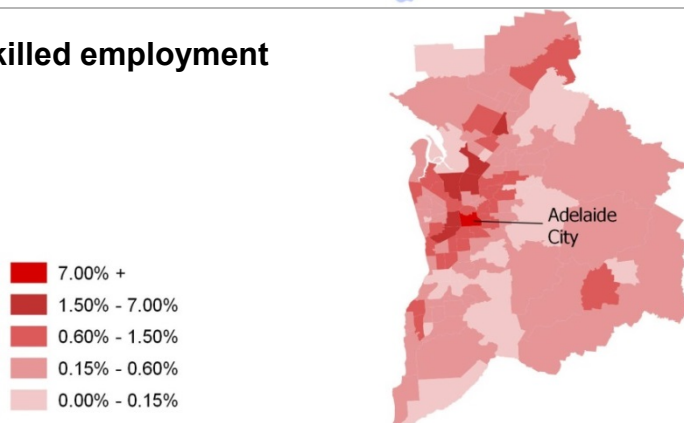 killed employment
Adelaide
City
7.00% +
1.50% - 7.00%
0.60% - 1.50%
0.15% - 0.60%
0.00% - 0.15%